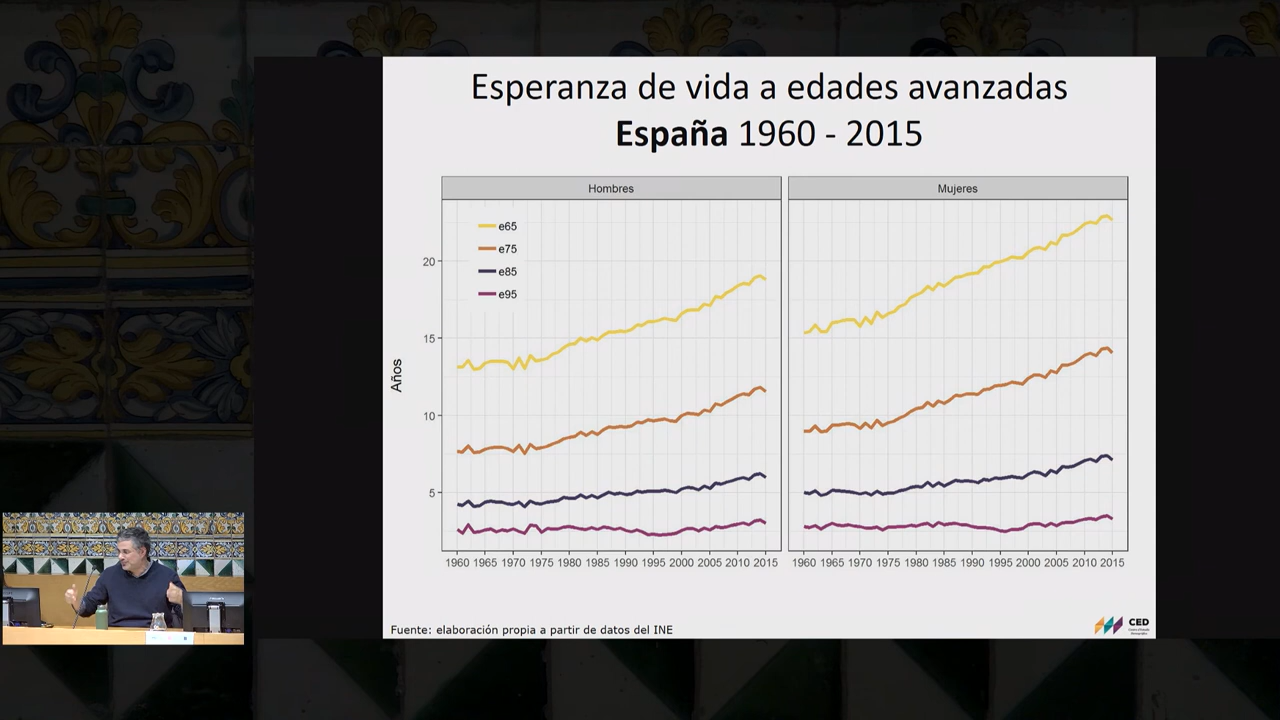 Esperanza de vida a edades avanzadas
España 1960 - 2015
Hombres
Mujeres
e65
e75
e85
e95
Años
20
15
10
5
1960 1965 1970 1975 1980 1985 1990 1995 2000 2005 2010 2015
1960 1965 1970 1975 1980 1985 1990 1995 2000 2005 2010 2015
Fuente: elaboración propia a partir de datos del INE
CED